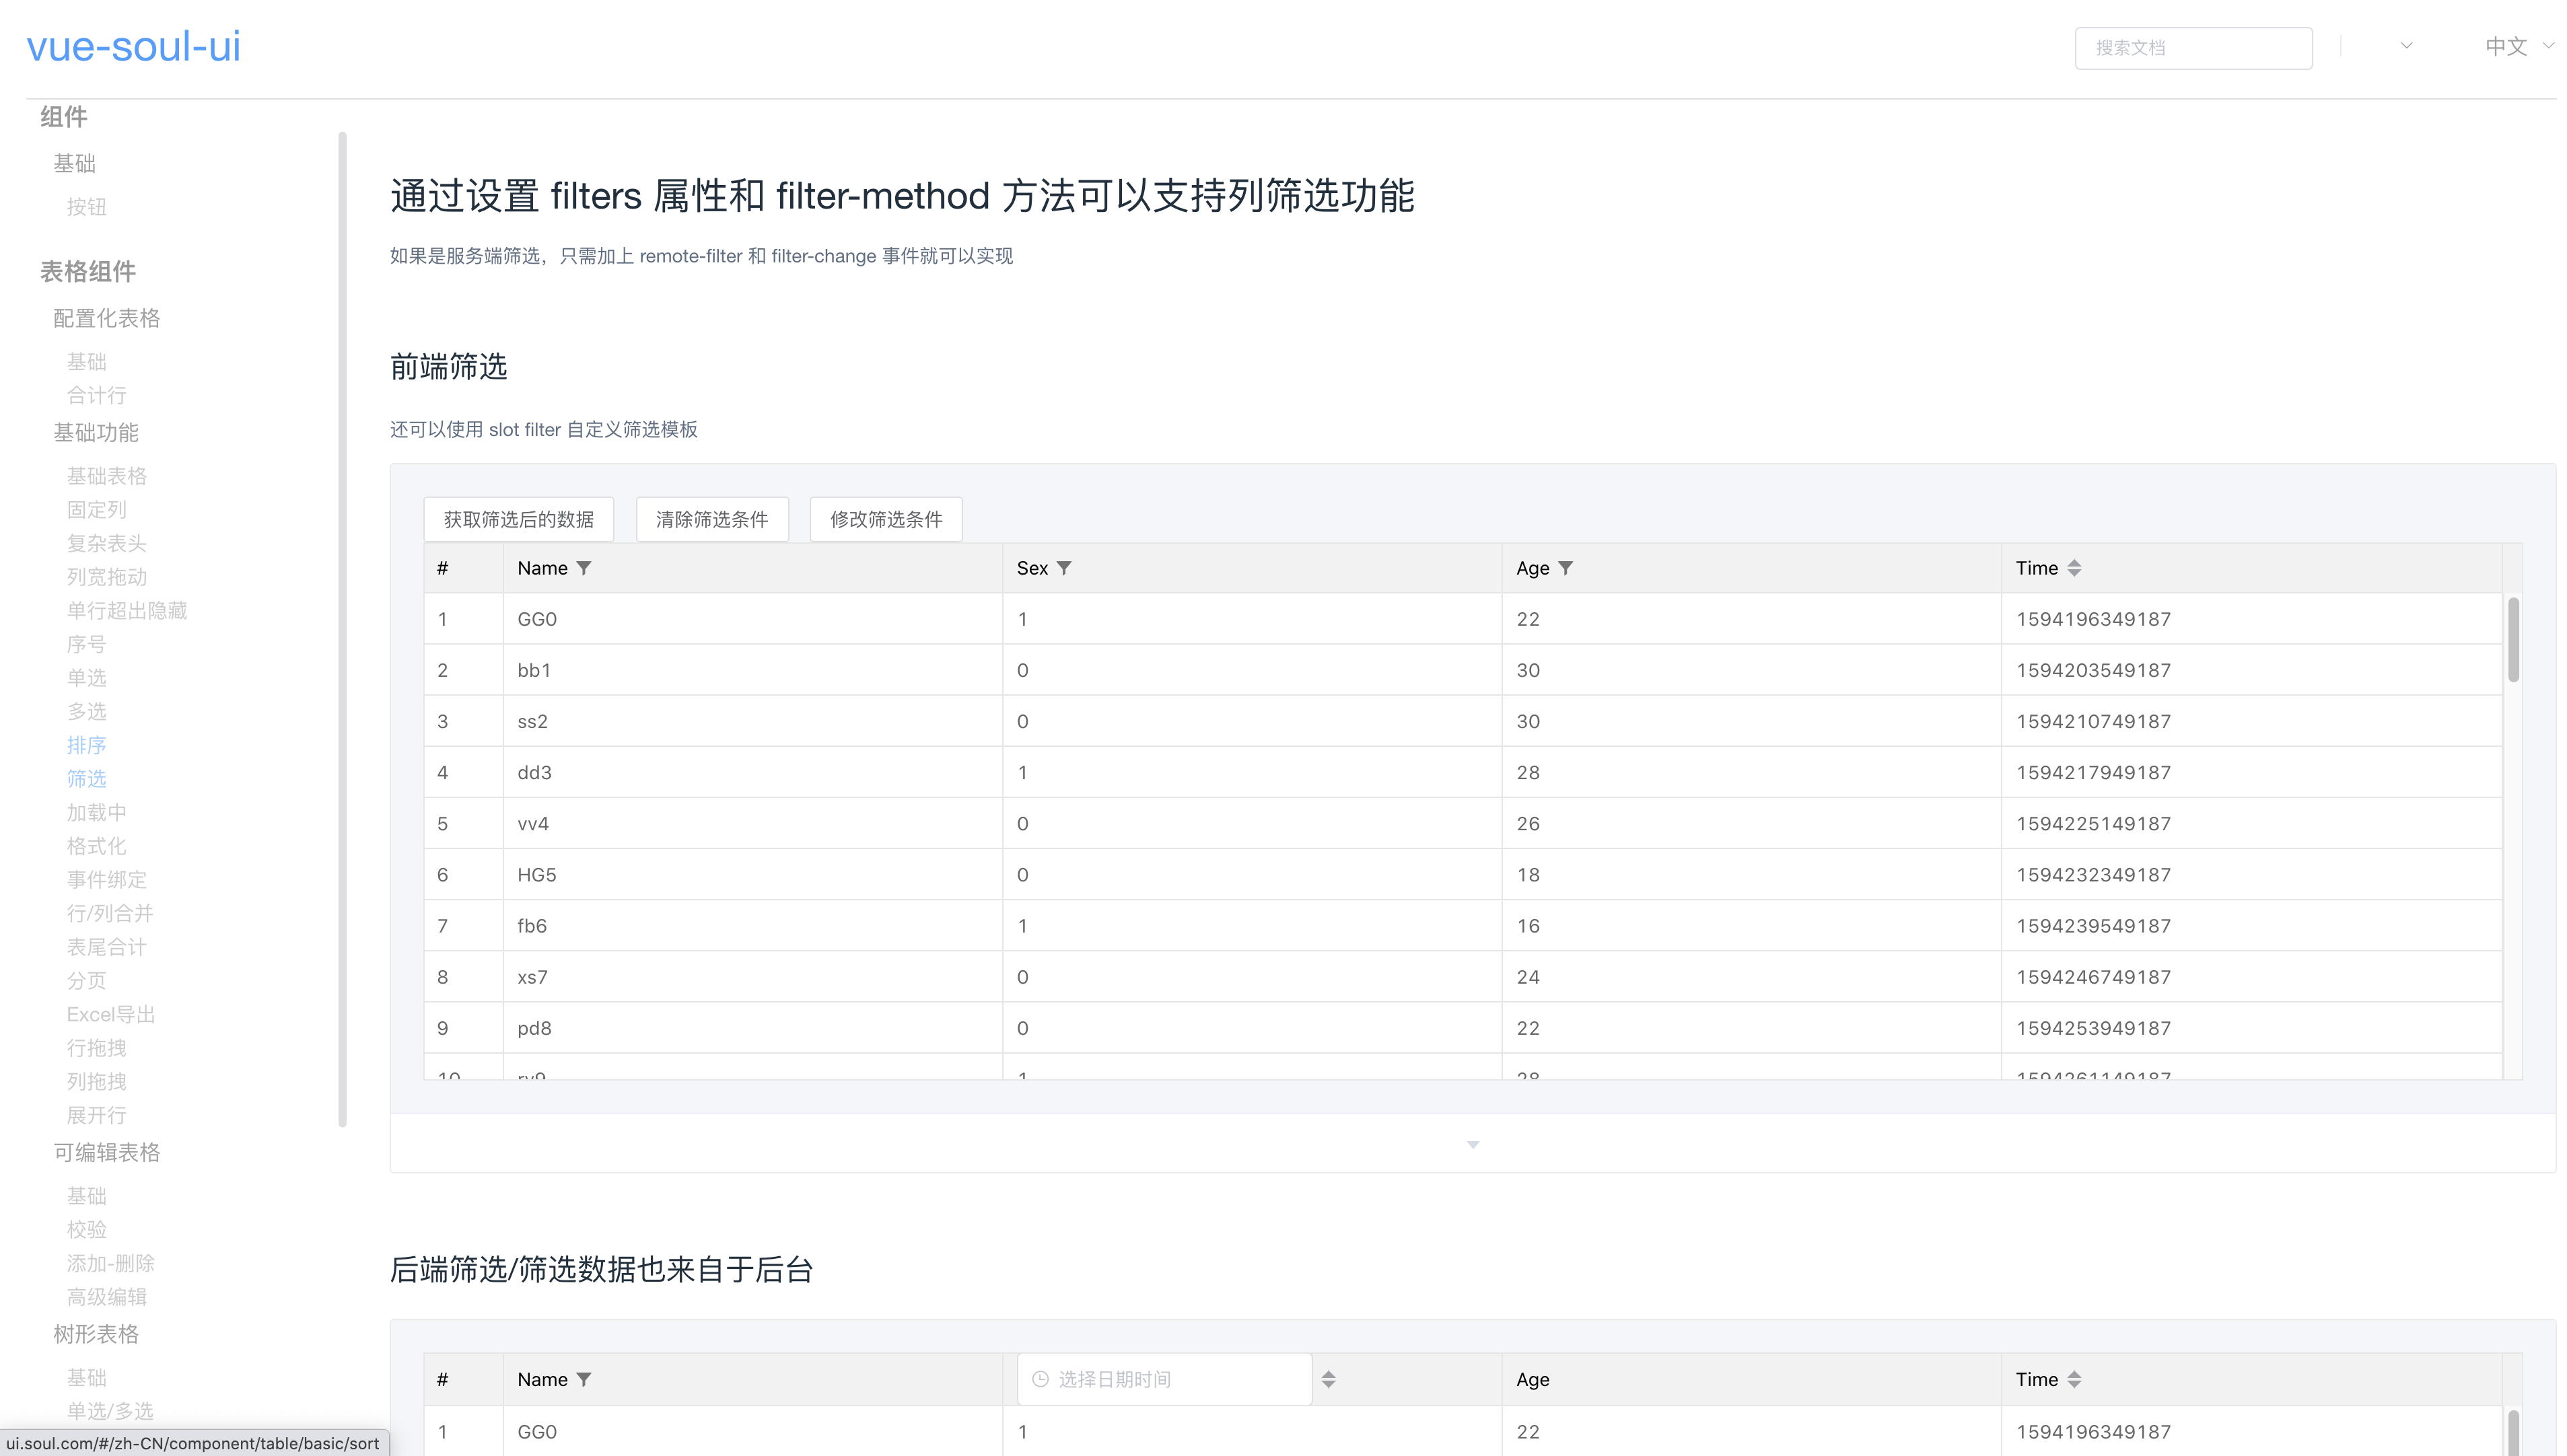 vue-soul-ui
搜索文档
中文
组件
基础
按钮
表格组件
配置化表格
基础
合计行
基础功能
基础表格
固定列
复杂表头
列宽拖动
单行超出隐藏
序号
单选
多选
排序
筛选
加载中
格式化
事件绑定
行/列合并
表尾合计
分页
Excel导出
行拖拽
列拖拽
展开行
可编辑表格
基础
校验
添加-删除
高级编辑
树形表格
基础
单选/多选
ui.soul.com/#/zh-CN/component/table/basic/sort
通过设置 filters 属性和 filter-method 方法可以支持列筛选功能
如果是服务端筛选，只需加上 remote-filter 和 filter-change 事件就可以实现
前端筛选
还可以使用 slot filter 自定义筛选模板
获取筛选后的数据 清除筛选条件 修改筛选条件
# Name Sex Age Time
1 GG0 1 22 1594196349187
2 bb1 0 30 1594203549187
3 ss2 0 30 1594210749187
4 dd3 1 28 1594217949187
5 vv4 0 26 1594225149187
6 HG5 0 18 1594232349187
7 fb6 1 16 1594239549187
8 xs7 0 24 1594246749187
9 pd8 0 22 1594253949187
10 rv9 1 28 1594261149187
后端筛选/筛选数据也来自于后台
# Name 选择日期时间 Age Time
1 GG0 1 22 1594196349187